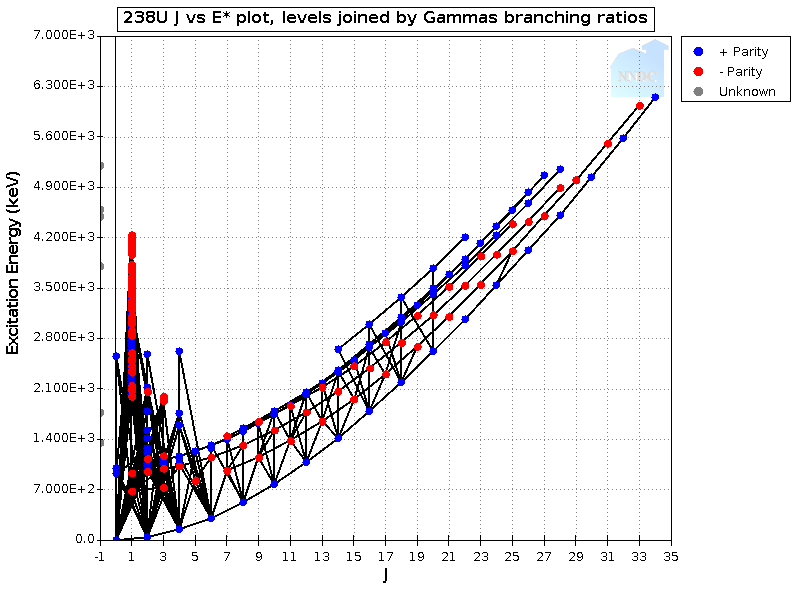 238U J vs E* plot, levels joined by Gammas branching ratios
7.000E+3
6.300E+3
5.600E+3
4.900E+3
4.200E+3
3.500E+3
2.800E+3
2.100E+3
1.400E+3
7.000E+2
0.0
Excitation Energy (keV)
-1 1 3 5 7 9 11 13 15 17 19 21 23 25 27 29 31 33 35
J
+ Parity
- Parity
Unknown
NNDC